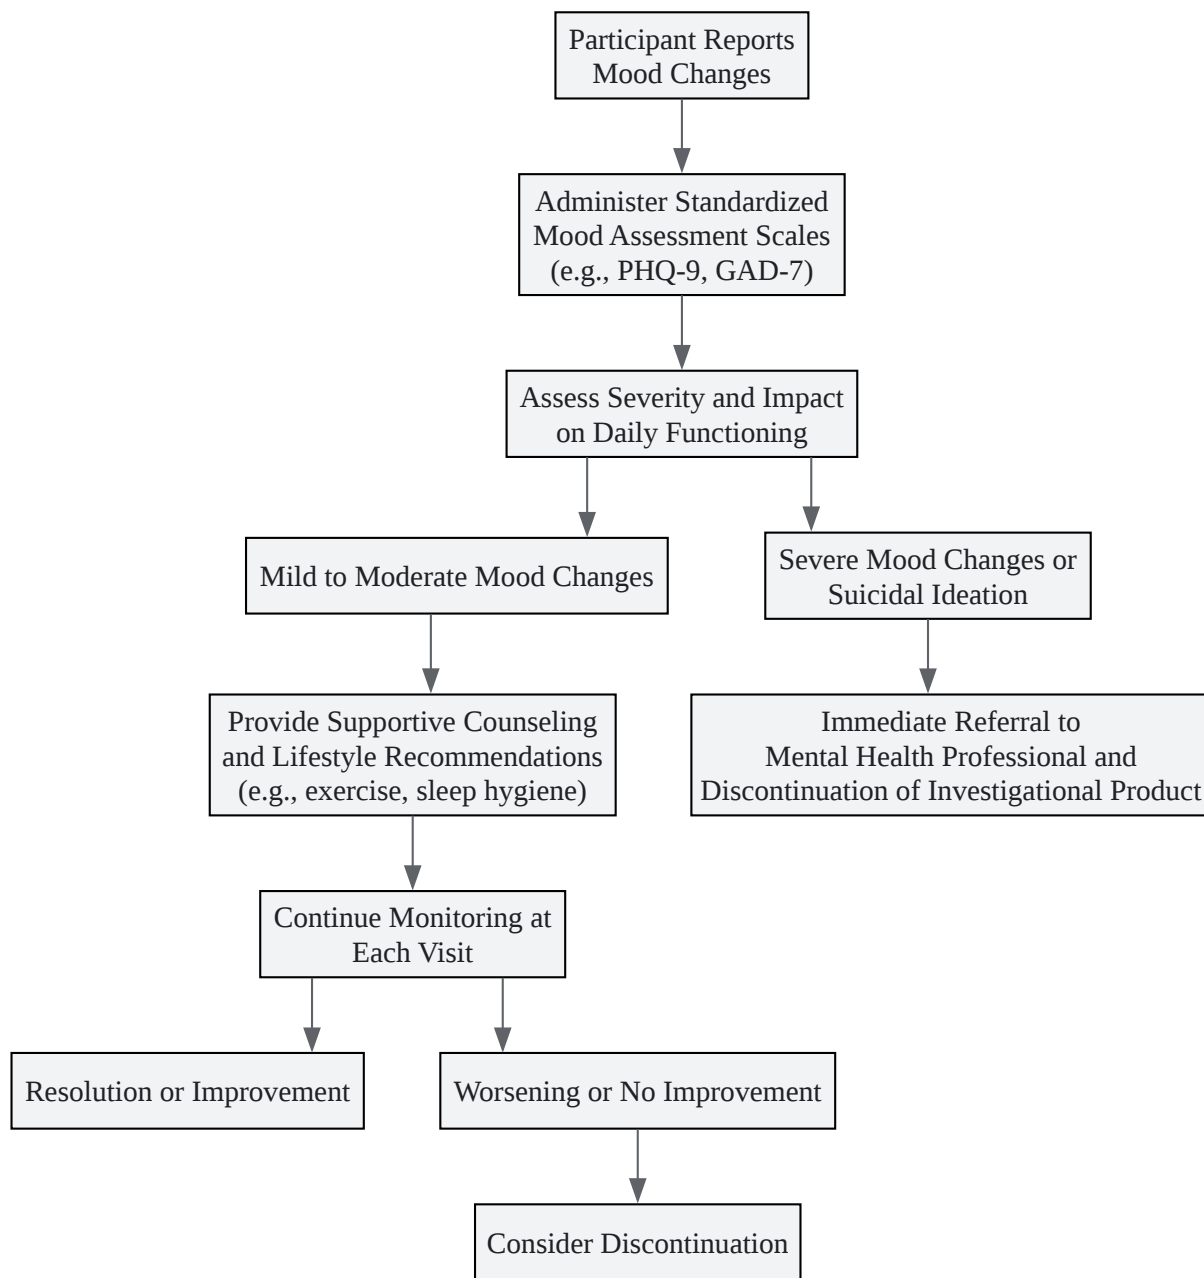 Participant Reports
Mood Changes
Administer Standardized
Mood Assessment Scales
(e.g., PHQ-9, GAD-7)
Assess Severity and Impact
on Daily Functioning
Mild to Moderate Mood Changes
Severe Mood Changes or
Suicidal Ideation
Provide Supportive Counseling
and Lifestyle Recommendations
(e.g., exercise, sleep hygiene)
Immediate Referral to
Mental Health Professional and
Discontinuation of Investigational Product
Continue Monitoring at
Each Visit
Resolution or Improvement
Worsening or No Improvement
Consider Discontinuation